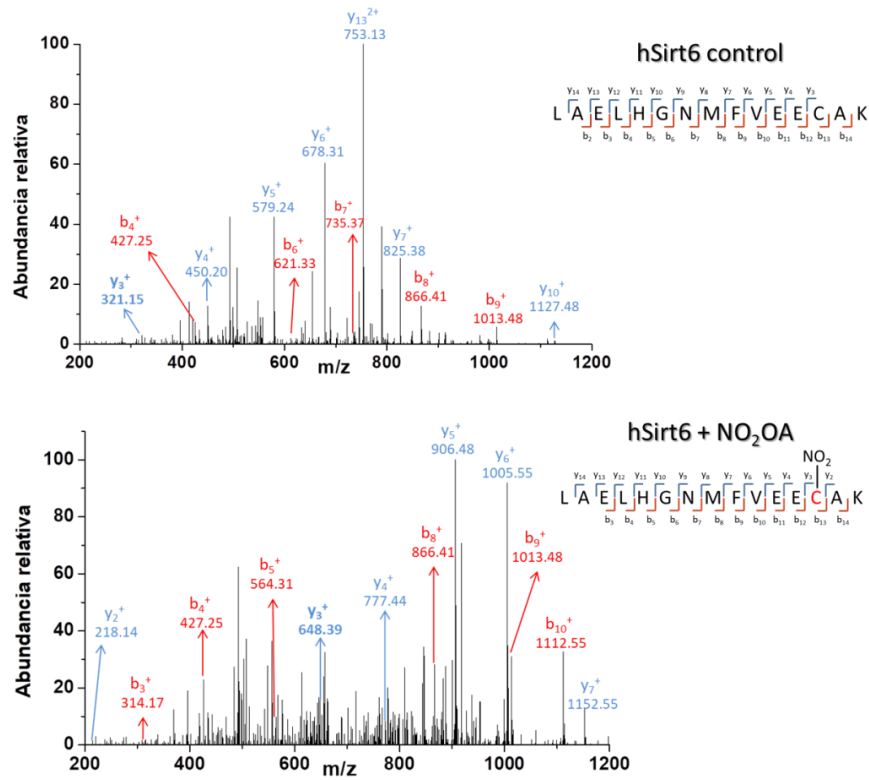 hSirt6 control
Abundancia relativa
100
80
60
40
20
0
200 400 600 800 1000 1200
m/z
y₁₃²⁺
753.13
y₆⁺
678.31
y₅⁺
579.24
b₇⁺
735.37
b₄⁺
427.25
y₄⁺
450.20
b₆⁺
621.33
y₇⁺
825.38
y₃⁺
321.15
b₈⁺
866.41
b₉⁺
1013.48
y₁₀⁺
1127.48
y₁₄ y₁₃ y₁₂ y₁₁ y₁₀ y₉ y₈ y₇ y₆ y₅ y₄ y₃
L A E L H G N M F V E E C A K
b₂ b₃ b₄ b₅ b₆ b₇ b₈ b₉ b₁₀ b₁₁ b₁₂ b₁₃ b₁₄
hSirt6 + NO₂OA
Abundancia relativa
100
80
60
40
20
0
200 400 600 800 1000 1200
m/z
y₅⁺
906.48
y₆⁺
1005.55
b₈⁺
866.41
b₉⁺
1013.48
b₅⁺
564.31
b₄⁺
427.25
y₃⁺
648.39
y₄⁺
777.44
y₂⁺
218.14
b₃⁺
314.17
b₁₀⁺
1112.55
y₇⁺
1152.55
NO₂
y₁₄ y₁₃ y₁₂ y₁₁ y₁₀ y₉ y₈ y₇ y₆ y₅ y₄ y₃ y₂
L A E L H G N M F V E E C A K
b₃ b₄ b₅ b₆ b₇ b₈ b₉ b₁₀ b₁₁ b₁₂ b₁₃ b₁₄